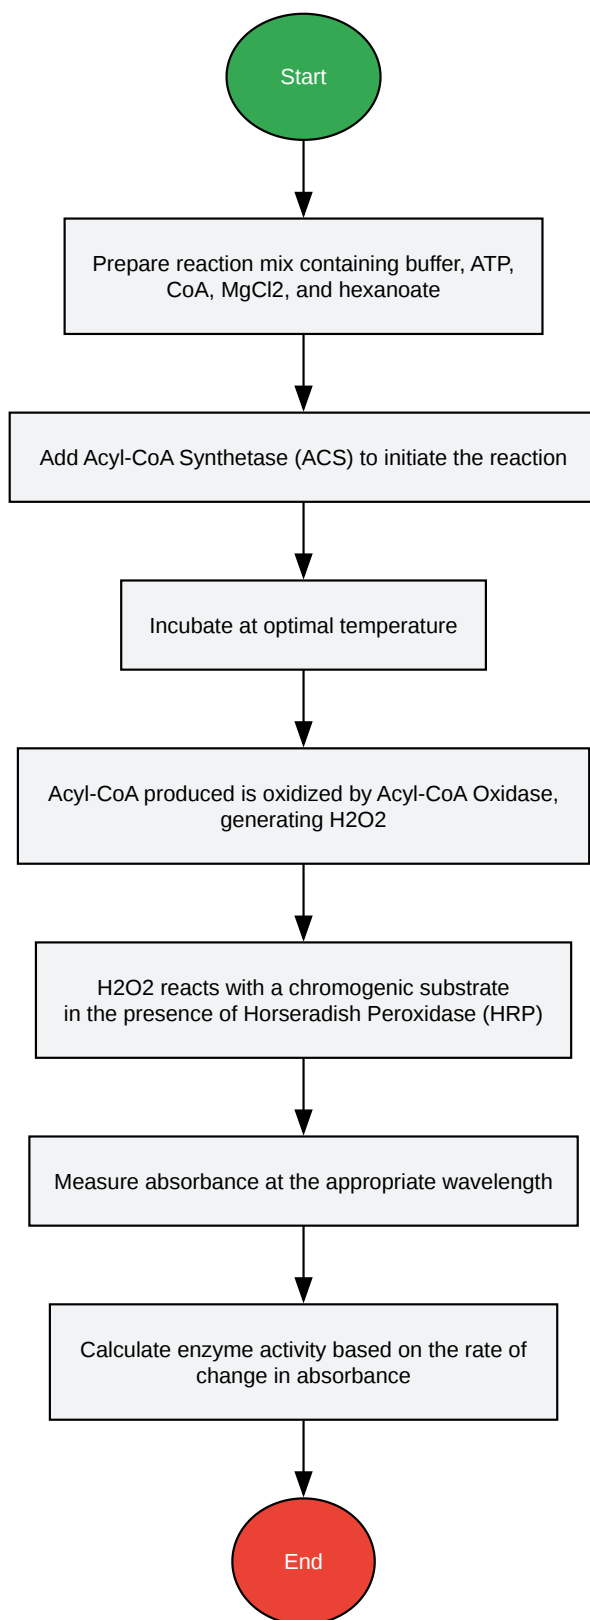 Start
Prepare reaction mix containing buffer, ATP,
CoA, MgCl2, and hexanoate
Add Acyl-CoA Synthetase (ACS) to initiate the reaction
Incubate at optimal temperature
Acyl-CoA produced is oxidized by Acyl-CoA Oxidase,
generating H2O2
H2O2 reacts with a chromogenic substrate
in the presence of Horseradish Peroxidase (HRP)
Measure absorbance at the appropriate wavelength
Calculate enzyme activity based on the rate of
change in absorbance
End